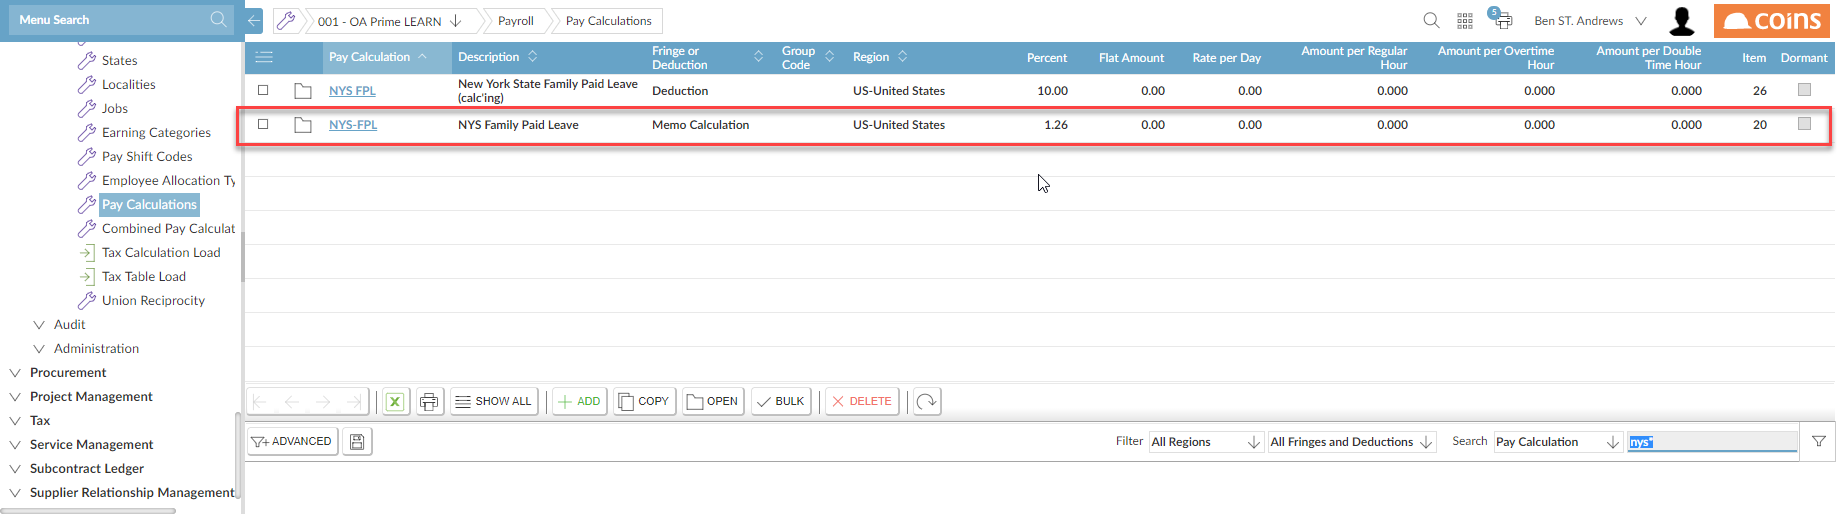 Menu Search
001 - OA Prime LEARN
Payroll
Pay Calculations
5
Ben ST. Andrews
coins
States
Localities
Jobs
Earning Categories
Pay Shift Codes
Employee Allocation Ty
Pay Calculations
Combined Pay Calculat
Tax Calculation Load
Tax Table Load
Union Reciprocity
Audit
Administration
Procurement
Project Management
Tax
Service Management
Subcontract Ledger
Supplier Relationship Management
Pay Calculation Description Fringe or Deduction Group Code Region Percent Flat Amount Rate per Day Amount per Regular Hour Amount per Overtime Hour Amount per Double Time Hour Item Dormant
NYS FPL New York State Family Paid Leave (calc'ing) Deduction US-United States 10.00 0.00 0.00 0.000 0.000 0.000 26
NYS-FPL NYS Family Paid Leave Memo Calculation US-United States 1.26 0.00 0.00 0.000 0.000 0.000 20
SHOW ALL ADD COPY OPEN BULK DELETE
ADVANCED Filter All Regions All Fringes and Deductions Search Pay Calculation nys*